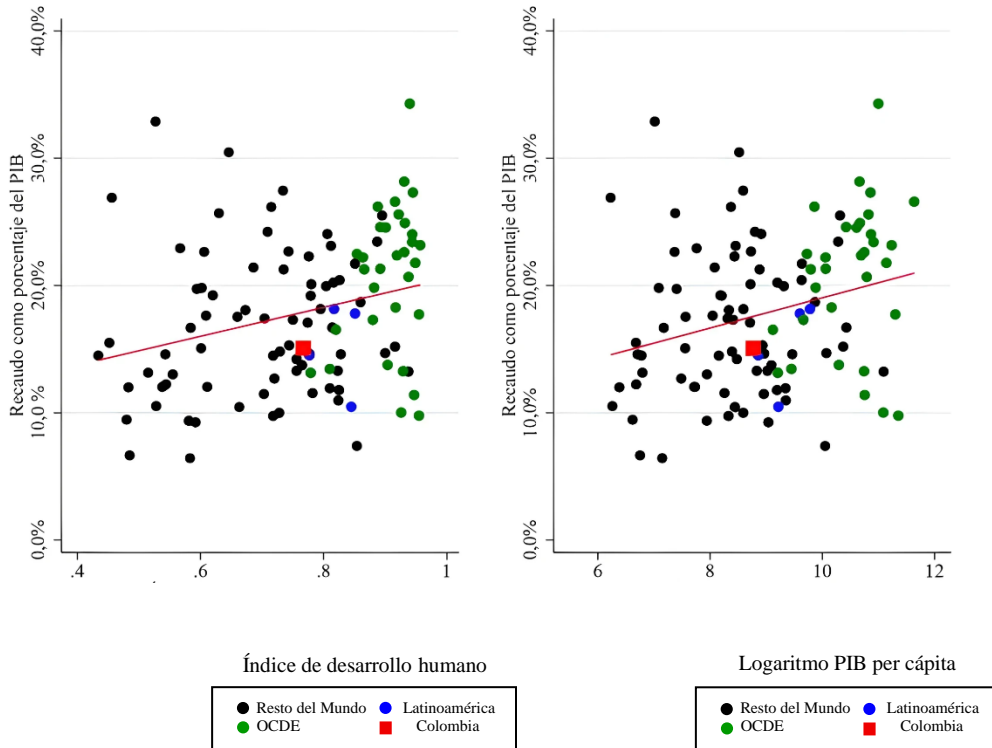 Recaudo como porcentaje del PIB
40,0%
30,0%
20,0%
10,0%
0,0%
.4 .6 .8 1
Índice de desarrollo humano
Resto del Mundo Latinoamérica
OCDE Colombia
Recaudo como porcentaje del PIB
40,0%
30,0%
20,0%
10,0%
0,0%
6 8 10 12
Logaritmo PIB per cápita
Resto del Mundo Latinoamérica
OCDE Colombia